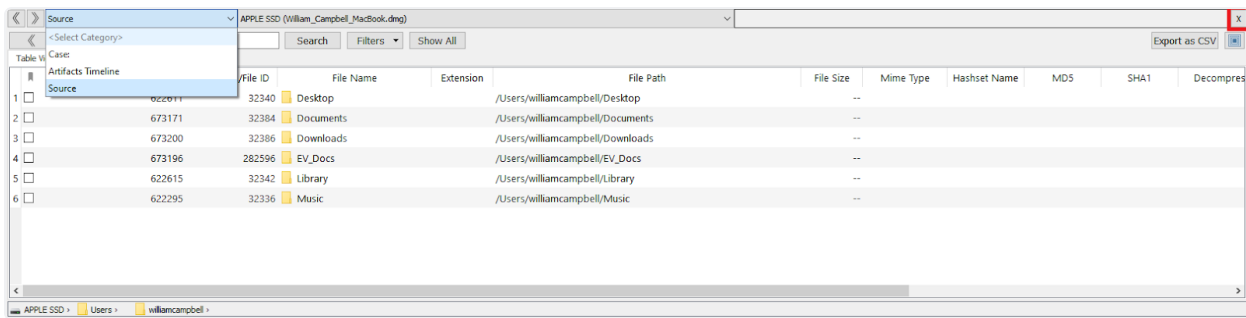 Source APPLE SSD (William_Campbell_MacBook.dmg) X
<Select Category> Search Filters Show All Export as CSV
Case:
Table Vi
Artifacts Timeline
Source
/File ID File Name Extension File Path File Size Mime Type Hashset Name MD5 SHA1 Decompres
1 622611 32340 Desktop /Users/williamcampbell/Desktop --
2 673171 32384 Documents /Users/williamcampbell/Documents --
3 673200 32386 Downloads /Users/williamcampbell/Downloads --
4 673196 282596 EV_Docs /Users/williamcampbell/EV_Docs --
5 622615 32342 Library /Users/williamcampbell/Library --
6 622295 32336 Music /Users/williamcampbell/Music --
APPLE SSD › Users › williamcampbell ›